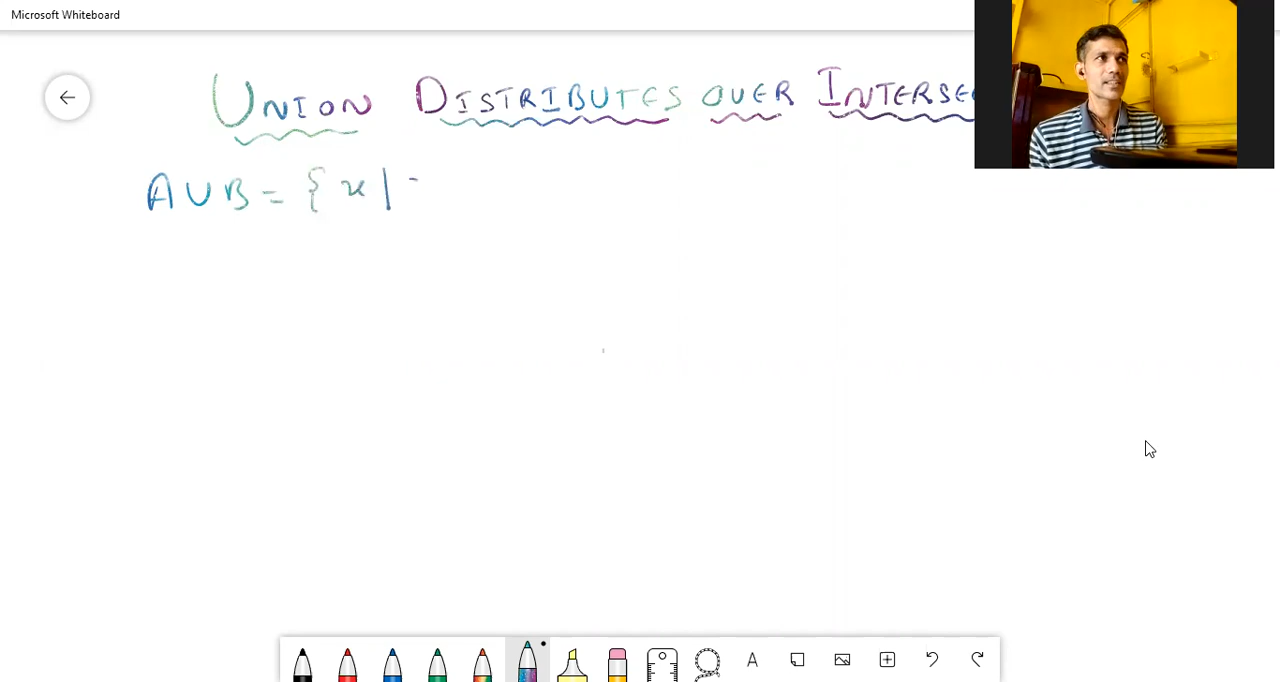 Microsoft Whiteboard
UNION DISTRIBUTES OVER INTERSE
A ∪ B = { x |
A